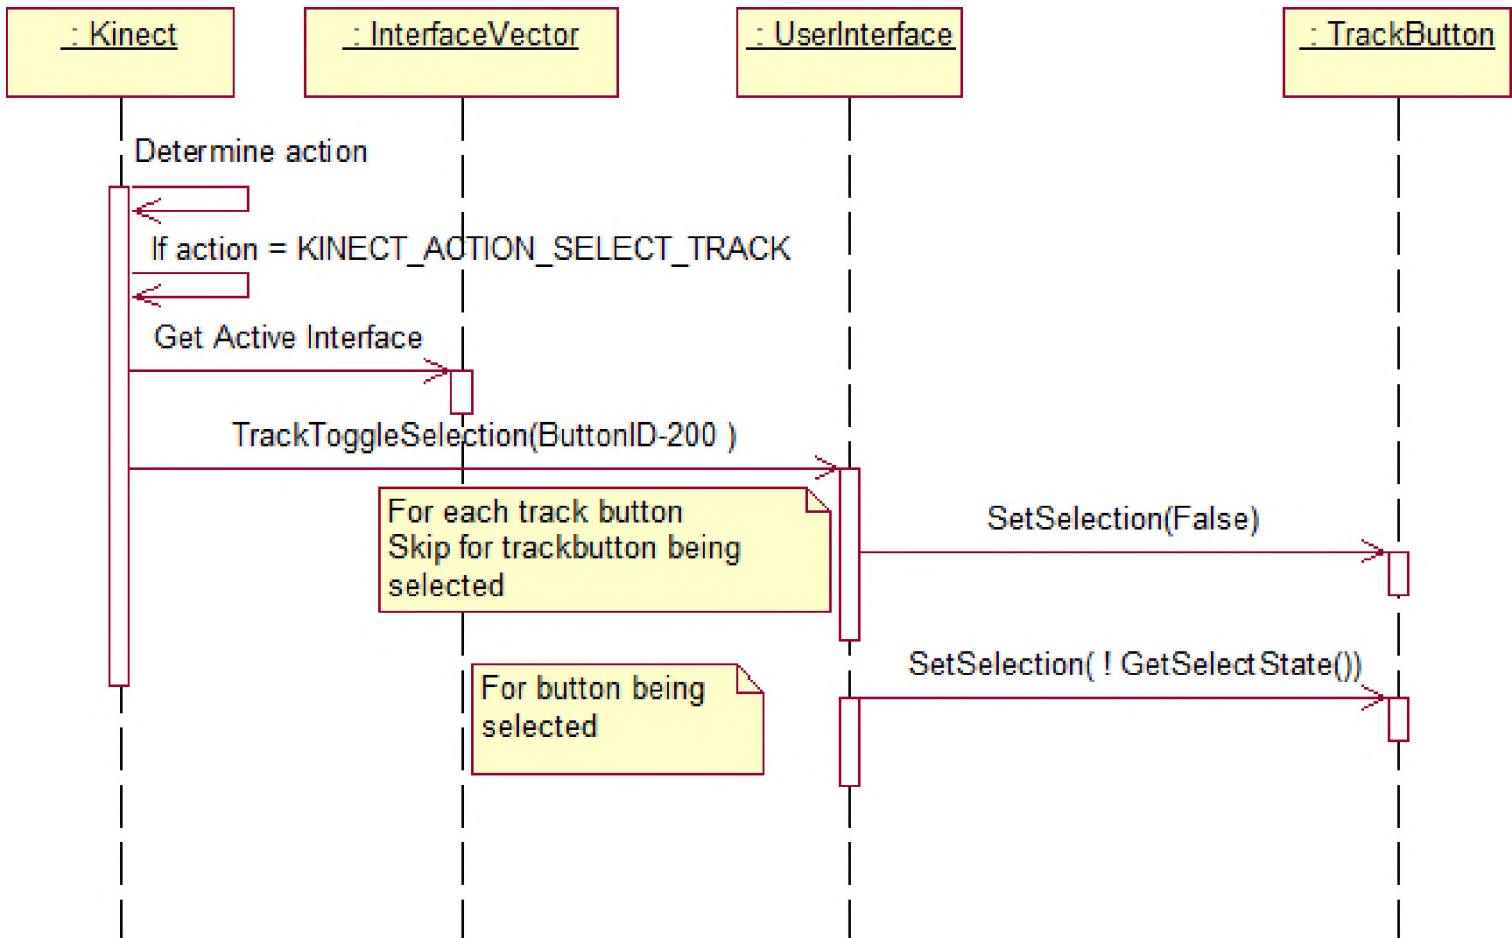 : Kinect
: InterfaceVector
: UserInterface
: TrackButton
Determine action
If action = KINECT_ACTION_SELECT_TRACK
Get Active Interface
TrackToggleSelection(ButtonID-200 )
For each track button
Skip for trackbutton being
selected
SetSelection(False)
SetSelection( ! GetSelectState())
For button being
selected